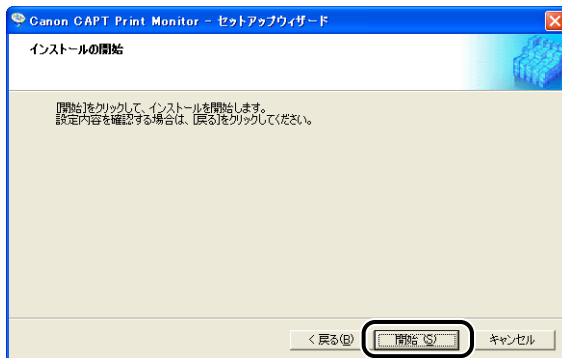 Canon CAPT Print Monitor - セットアップウィザード
インストールの開始
[開始]をクリックして、インストールを開始します。
設定内容を確認する場合は、[戻る]をクリックしてください。
< 戻る(B) 開始(S) キャンセル